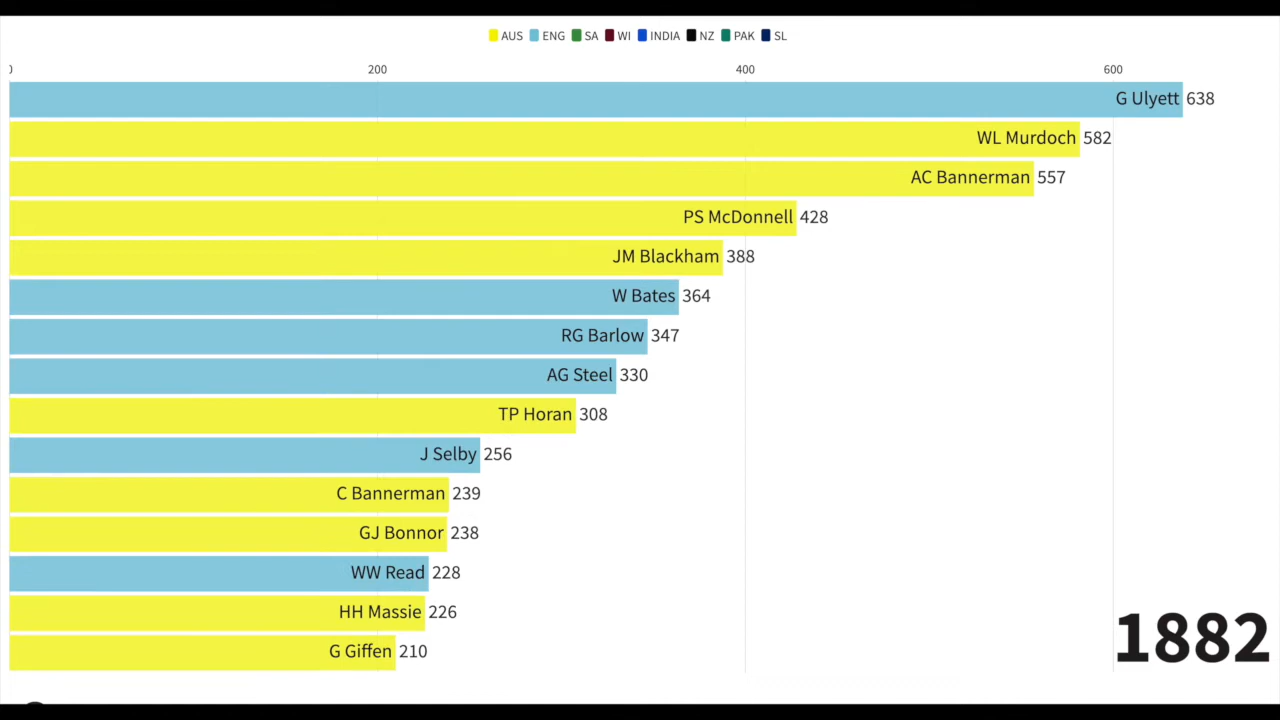 AUS ENG SA WI INDIA NZ PAK SL
0 200 400 600
G Ulyett 638
WL Murdoch 582
AC Bannerman 557
PS McDonnell 428
JM Blackham 388
W Bates 364
RG Barlow 347
AG Steel 330
TP Horan 308
J Selby 256
C Bannerman 239
GJ Bonnor 238
WW Read 228
HH Massie 226
G Giffen 210
1882